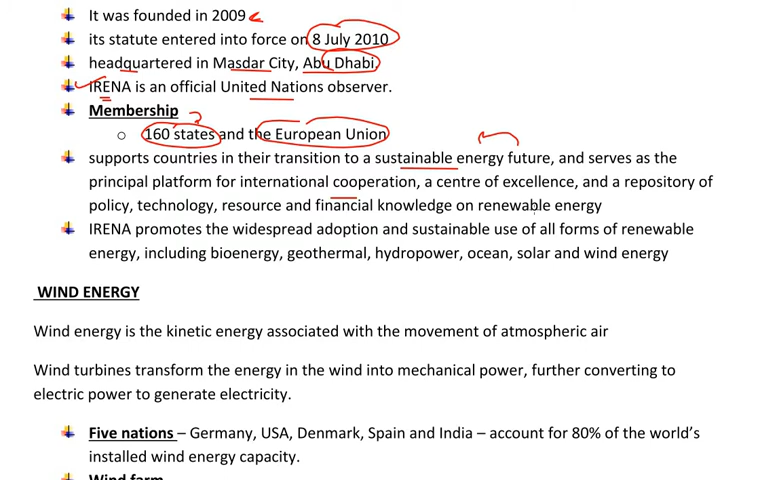 It was founded in 2009
its statute entered into force on 8 July 2010
headquartered in Masdar City, Abu Dhabi
IRENA is an official United Nations observer.
Membership
o 160 states and the European Union
supports countries in their transition to a sustainable energy future, and serves as the
principal platform for international cooperation, a centre of excellence, and a repository of
policy, technology, resource and financial knowledge on renewable energy
IRENA promotes the widespread adoption and sustainable use of all forms of renewable
energy, including bioenergy, geothermal, hydropower, ocean, solar and wind energy
WIND ENERGY
Wind energy is the kinetic energy associated with the movement of atmospheric air
Wind turbines transform the energy in the wind into mechanical power, further converting to
electric power to generate electricity.
Five nations – Germany, USA, Denmark, Spain and India – account for 80% of the world's
installed wind energy capacity.
Wind farm